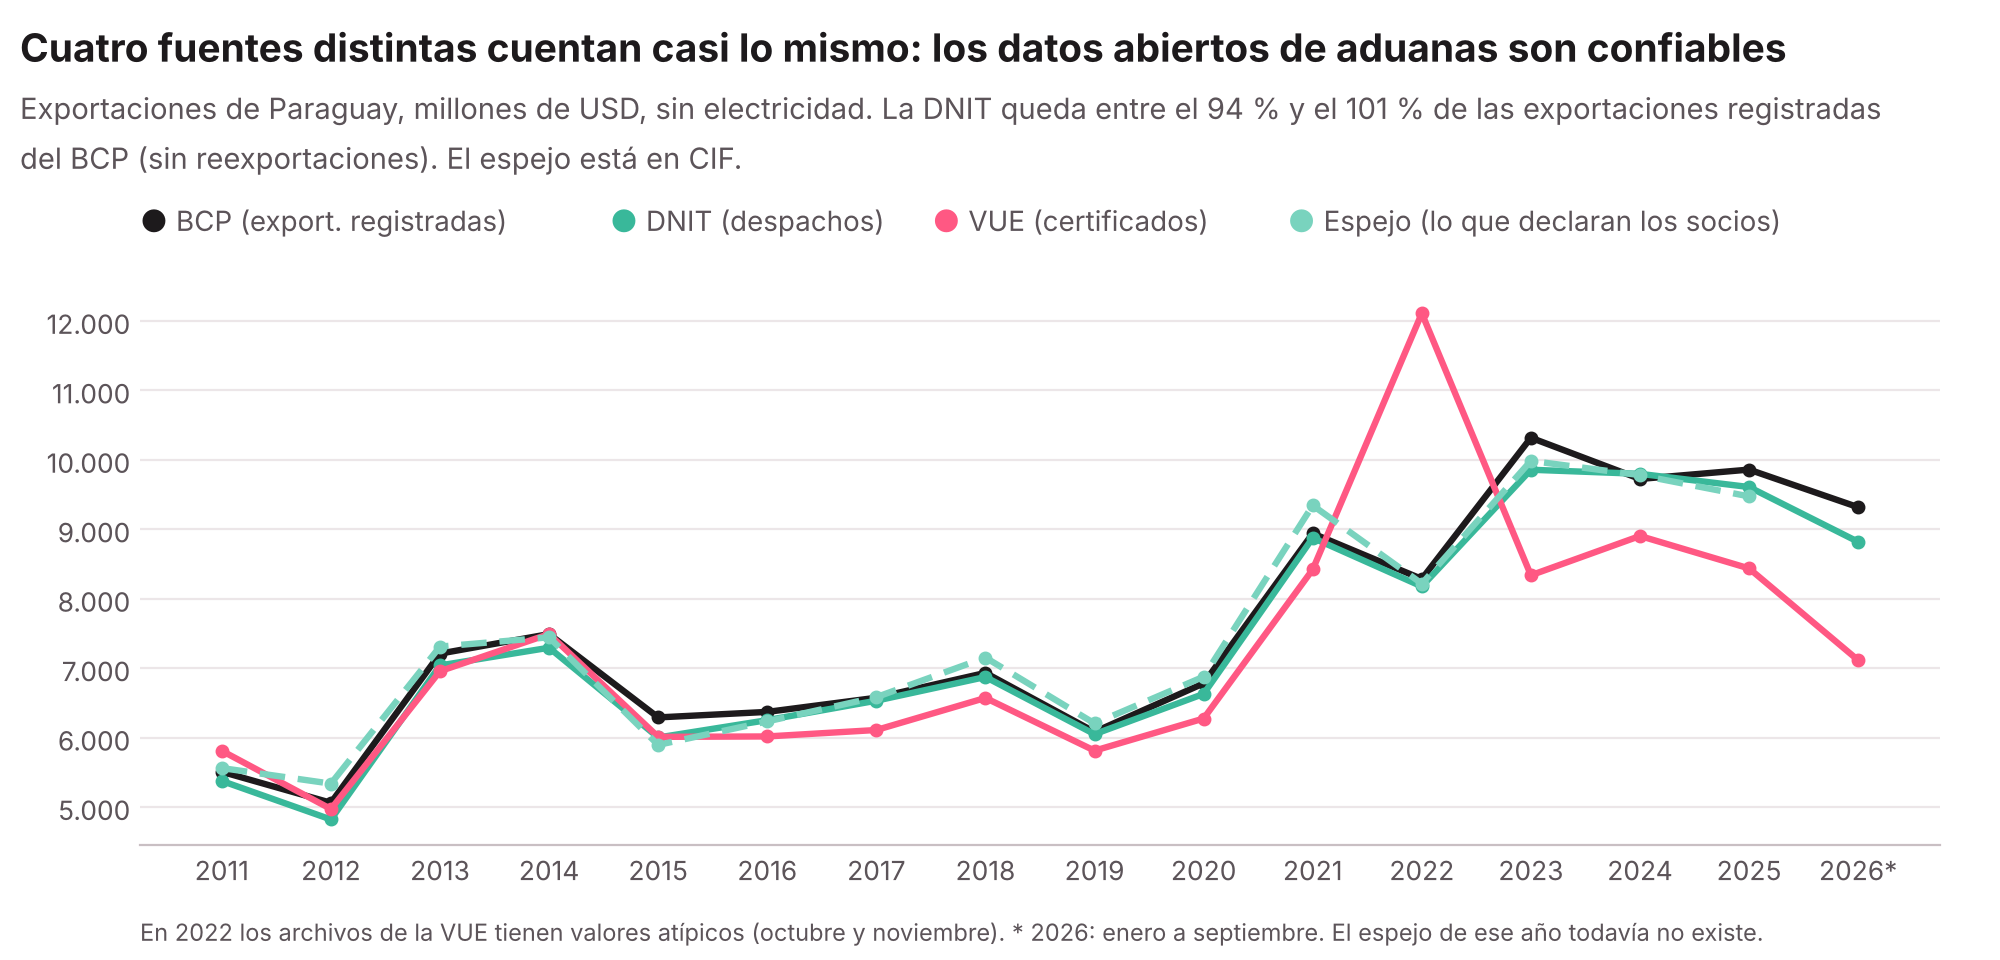 Cuatro fuentes distintas cuentan casi lo mismo: los datos abiertos de aduanas son confiables
Exportaciones de Paraguay, millones de USD, sin electricidad. La DNIT queda entre el 94 % y el 101 % de las exportaciones registradas
del BCP (sin reexportaciones). El espejo está en CIF.
BCP (export. registradas) DNIT (despachos) VUE (certificados) Espejo (lo que declaran los socios)
12.000
11.000
10.000
9.000
8.000
7.000
6.000
5.000
2011 2012 2013 2014 2015 2016 2017 2018 2019 2020 2021 2022 2023 2024 2025 2026*
En 2022 los archivos de la VUE tienen valores atípicos (octubre y noviembre). * 2026: enero a septiembre. El espejo de ese año todavía no existe.